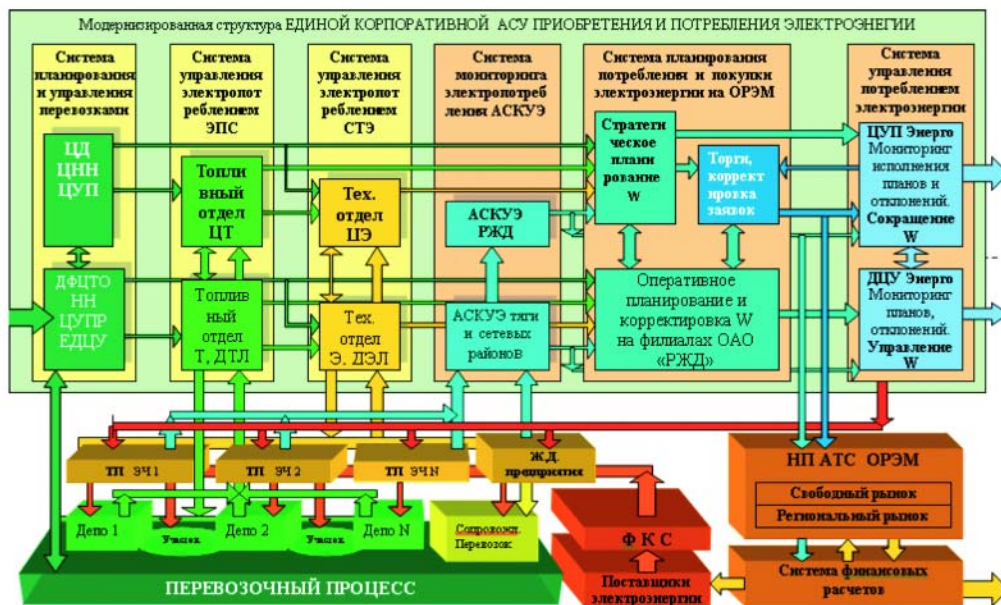 Модернизированная структура ЕДИНОЙ КОРПОРАТИВНОЙ АСУ ПРИОБРЕТЕНИЯ И ПОТРЕБЛЕНИЯ ЭЛЕКТРОЭНЕГИИ
Система
планирования
и управления
перевозками
ЦД
ЦНН
ЦУП
ДФЦТО
НН
ЦУПР
ЕДЦУ
Система
управления
электропот
реблением
ЭПС
Топли
вный
отдел
ЦТ
Топлив
ный
отдел
Т, ДТЛ
Система
управления
электропот
реблением
СТЭ
Тех.
отдел
ЦЭ
Тех.
отдел
Э. ДЭЛ
Система
мониторинга
электропотреб
ления АСКУЭ
АСКУЭ
РЖД
АСКУЭ тяги
и сетевых
районов
Система планирования
потребления и покупки
электроэнергии на ОРЭМ
Стратеги
ческое
плани
рование
W
Торги,
коррект
ировка
заявок
Оперативное
планирование и
корректировка W
на филиалах ОАО
«РЖД»
Система
управления
потреблением
электроэнергии
ЦУП Энерго
Мониторинг
исполнения
планов и
отклонений.
Сокращение
W
ДЦУ Энерго
Мониторинг
планов,
отклонений.
Управление
W
ТП ЭЧ 1
ТП ЭЧ 2
ТП ЭЧ N
Ж.Д.
предприятия
Депо 1
Участок
Депо 2
Участок
Депо N
Сопровожд.
Перевозок
ПЕРЕВОЗОЧНЫЙ ПРОЦЕСС
Ф К С
Поставщики
электроэнергии
НП АТС ОРЭМ
Свободный рынок
Региональный рынок
Система финансовых
расчетов